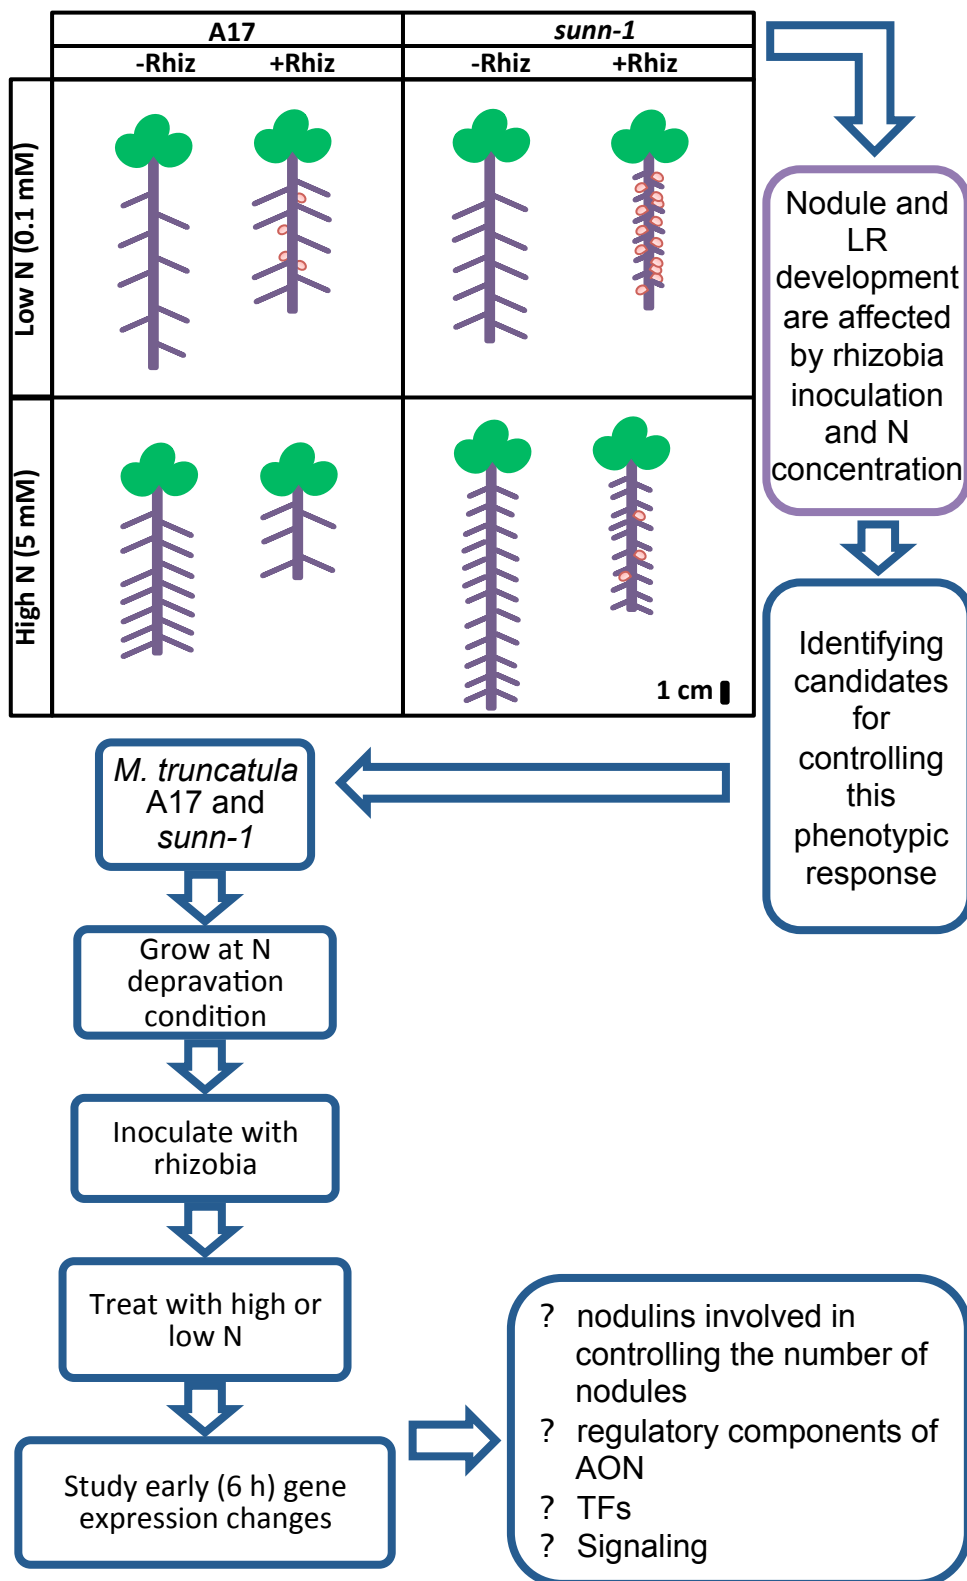 A17
sunn-1
-Rhiz
+Rhiz
-Rhiz
+Rhiz
Low N (0.1 mM)
High N (5 mM)
1 cm
Nodule and
LR
development
are affected
by rhizobia
inoculation
and N
concentration
Identifying
candidates
for
controlling
this
phenotypic
response
M. truncatula
A17 and
sunn-1
Grow at N
depravation
condition
Inoculate with
rhizobia
Treat with high or
low N
Study early (6 h) gene
expression changes
? nodulins involved in
controlling the number of
nodules
? regulatory components of
AON
? TFs
? Signaling